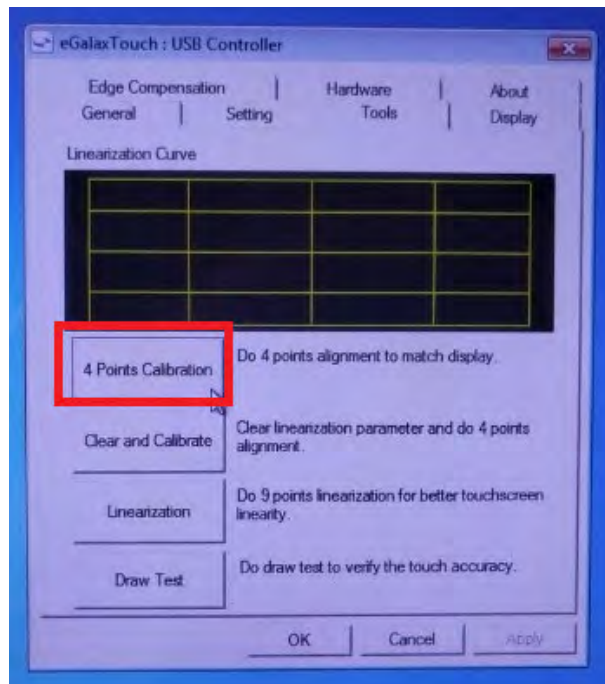 eGalaxTouch : USB Controller
Edge Compensation Hardware About
General Setting Tools Display
Linearization Curve
4 Points Calibration
Do 4 points alignment to match display.
Clear and Calibrate
Clear linearization parameter and do 4 points
alignment.
Linearization
Do 9 points linearization for better touchscreen
linearity.
Draw Test
Do draw test to verify the touch accuracy.
OK Cancel Apply